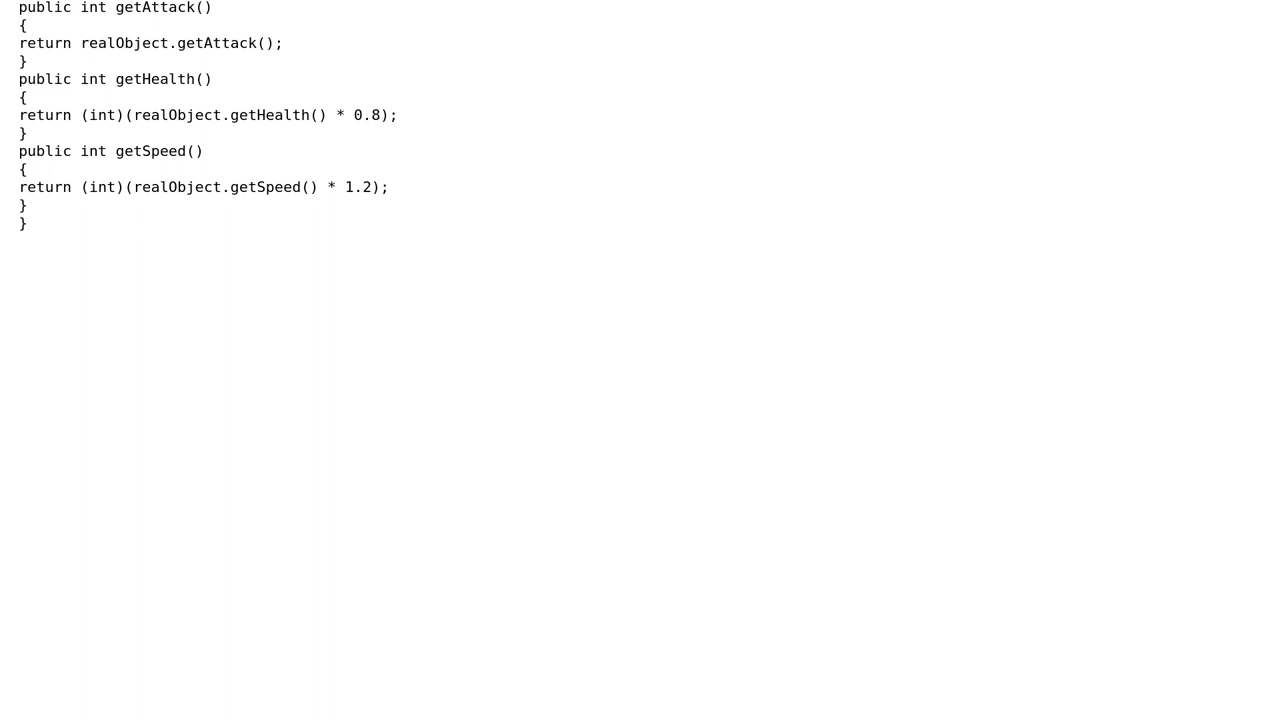 public int getAttack()
{
return realObject.getAttack();
}
public int getHealth()
{
return (int)(realObject.getHealth() * 0.8);
}
public int getSpeed()
{
return (int)(realObject.getSpeed() * 1.2);
}
}